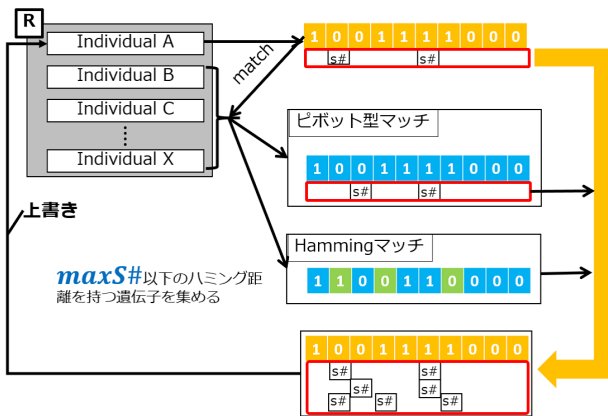 R
Individual A
Individual B
Individual C
Individual X
match
1 0 0 1 1 1 1 0 0 0
s# s#
ピボット型マッチ
1 0 0 1 1 1 1 0 0 0
s# s#
上書き
Hammingマッチ
1 1 0 0 1 1 0 0 0 0
maxS#以下のハミング距
離を持つ遺伝子を集める
1 0 0 1 1 1 1 0 0 0
s# s#
s# s#
s# s# s#